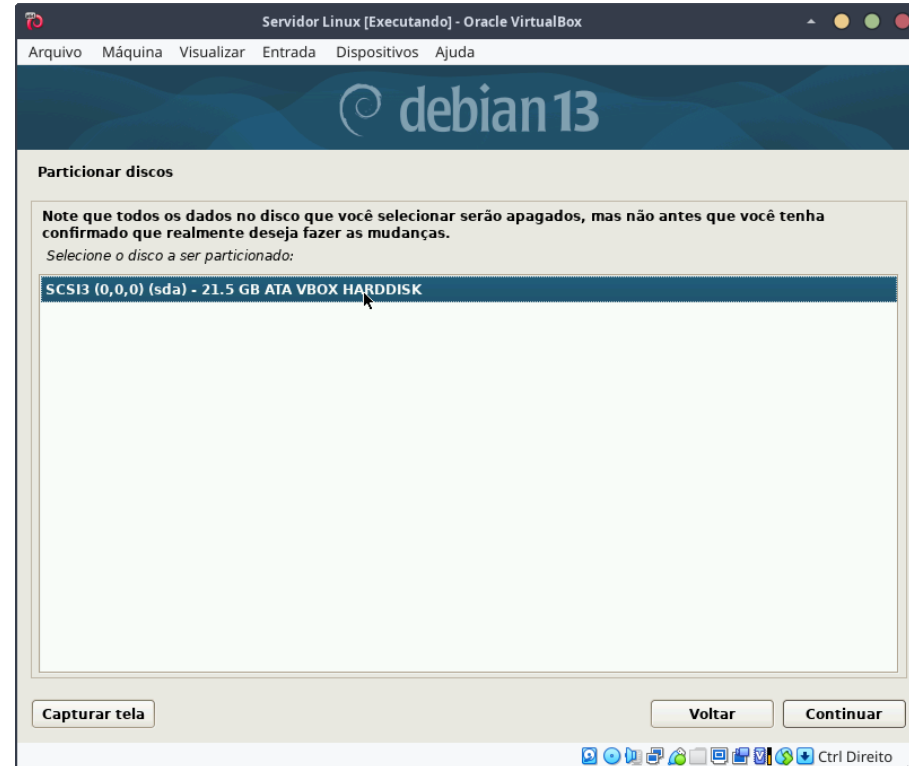 Servidor Linux [Executando] - Oracle VirtualBox
Arquivo Máquina Visualizar Entrada Dispositivos Ajuda
debian 13
Particionar discos
Note que todos os dados no disco que você selecionar serão apagados, mas não antes que você tenha
confirmado que realmente deseja fazer as mudanças.
Selecione o disco a ser particionado:
SCSI3 (0,0,0) (sda) - 21.5 GB ATA VBOX HARDDISK
Capturar tela Voltar Continuar
Ctrl Direito